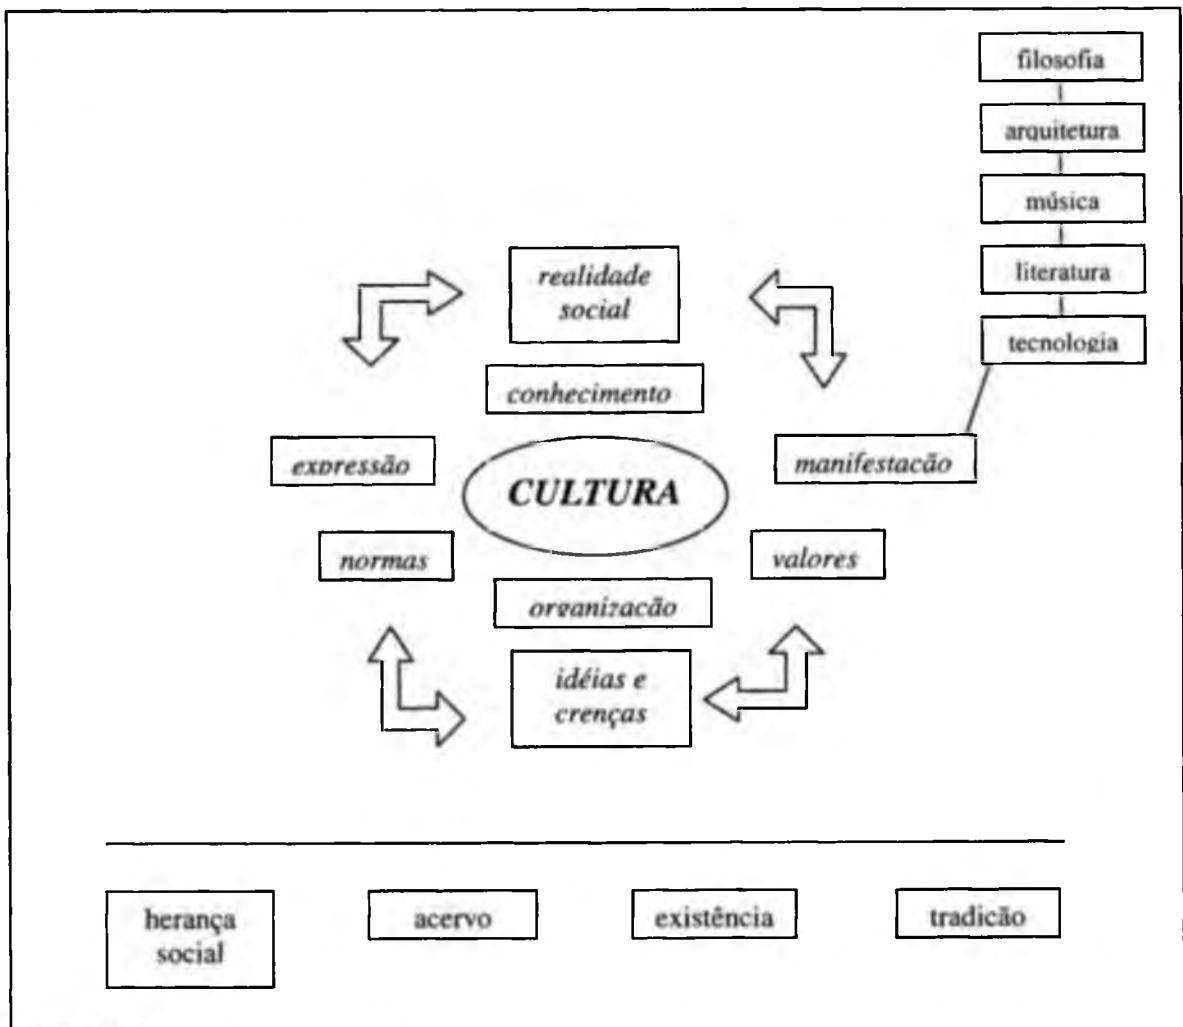 filosofia
arquitetura
música
literatura
tecnologia
realidade
social
conhecimento
expressão
CULTURA
manifestacão
normas
valores
organizacão
idéias e
crenças
herança
social
acervo
existência
tradicão